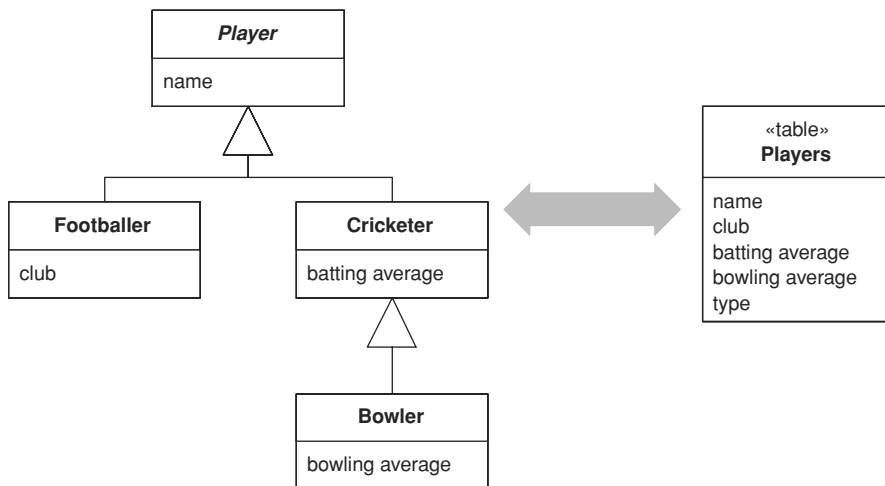 Player
name
Footballer
club
Cricketer
batting average
Bowler
bowling average
«table»
Players
name
club
batting average
bowling average
type